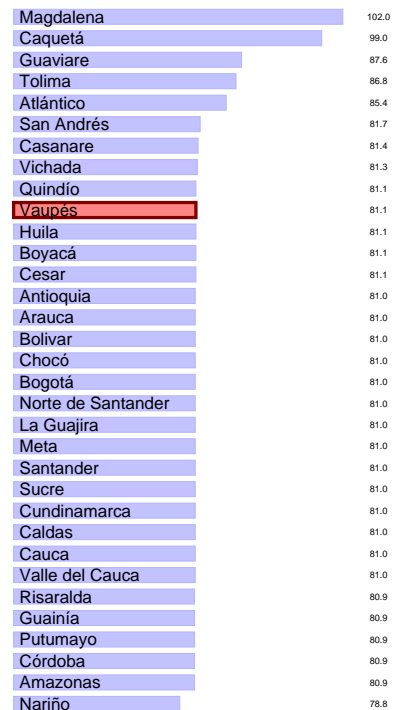 Magdalena 102.0
Caquetá 99.0
Guaviare 87.6
Tolima 86.8
Atlántico 85.4
San Andrés 81.7
Casanare 81.4
Vichada 81.3
Quindío 81.1
Vaupés 81.1
Huila 81.1
Boyacá 81.1
Cesar 81.1
Antioquia 81.0
Arauca 81.0
Bolivar 81.0
Chocó 81.0
Bogotá 81.0
Norte de Santander 81.0
La Guajira 81.0
Meta 81.0
Santander 81.0
Sucre 81.0
Cundinamarca 81.0
Caldas 81.0
Cauca 81.0
Valle del Cauca 81.0
Risaralda 80.9
Guainía 80.9
Putumayo 80.9
Córdoba 80.9
Amazonas 80.9
Nariño 78.8